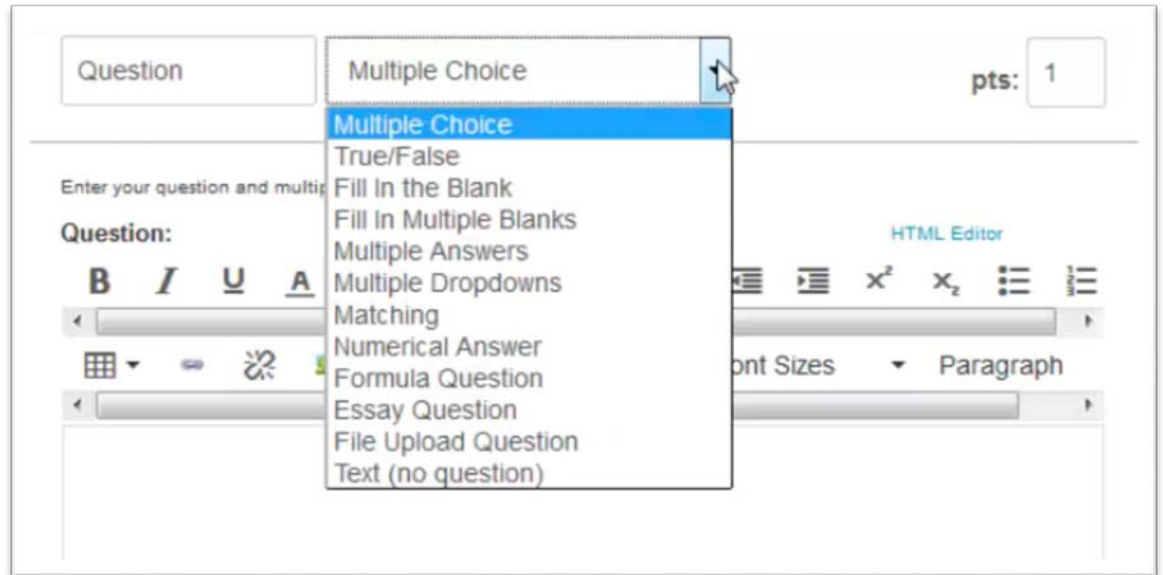 Question Multiple Choice pts: 1
Multiple Choice
True/False
Enter your question and
Fill In the Blank
Fill In Multiple Blanks
Question: HTML Editor
Multiple Answers
B I U A x² x₂
Multiple Dropdowns
Matching
Numerical Answer
Sizes Paragraph
Formula Question
Essay Question
File Upload Question
Text (no question)